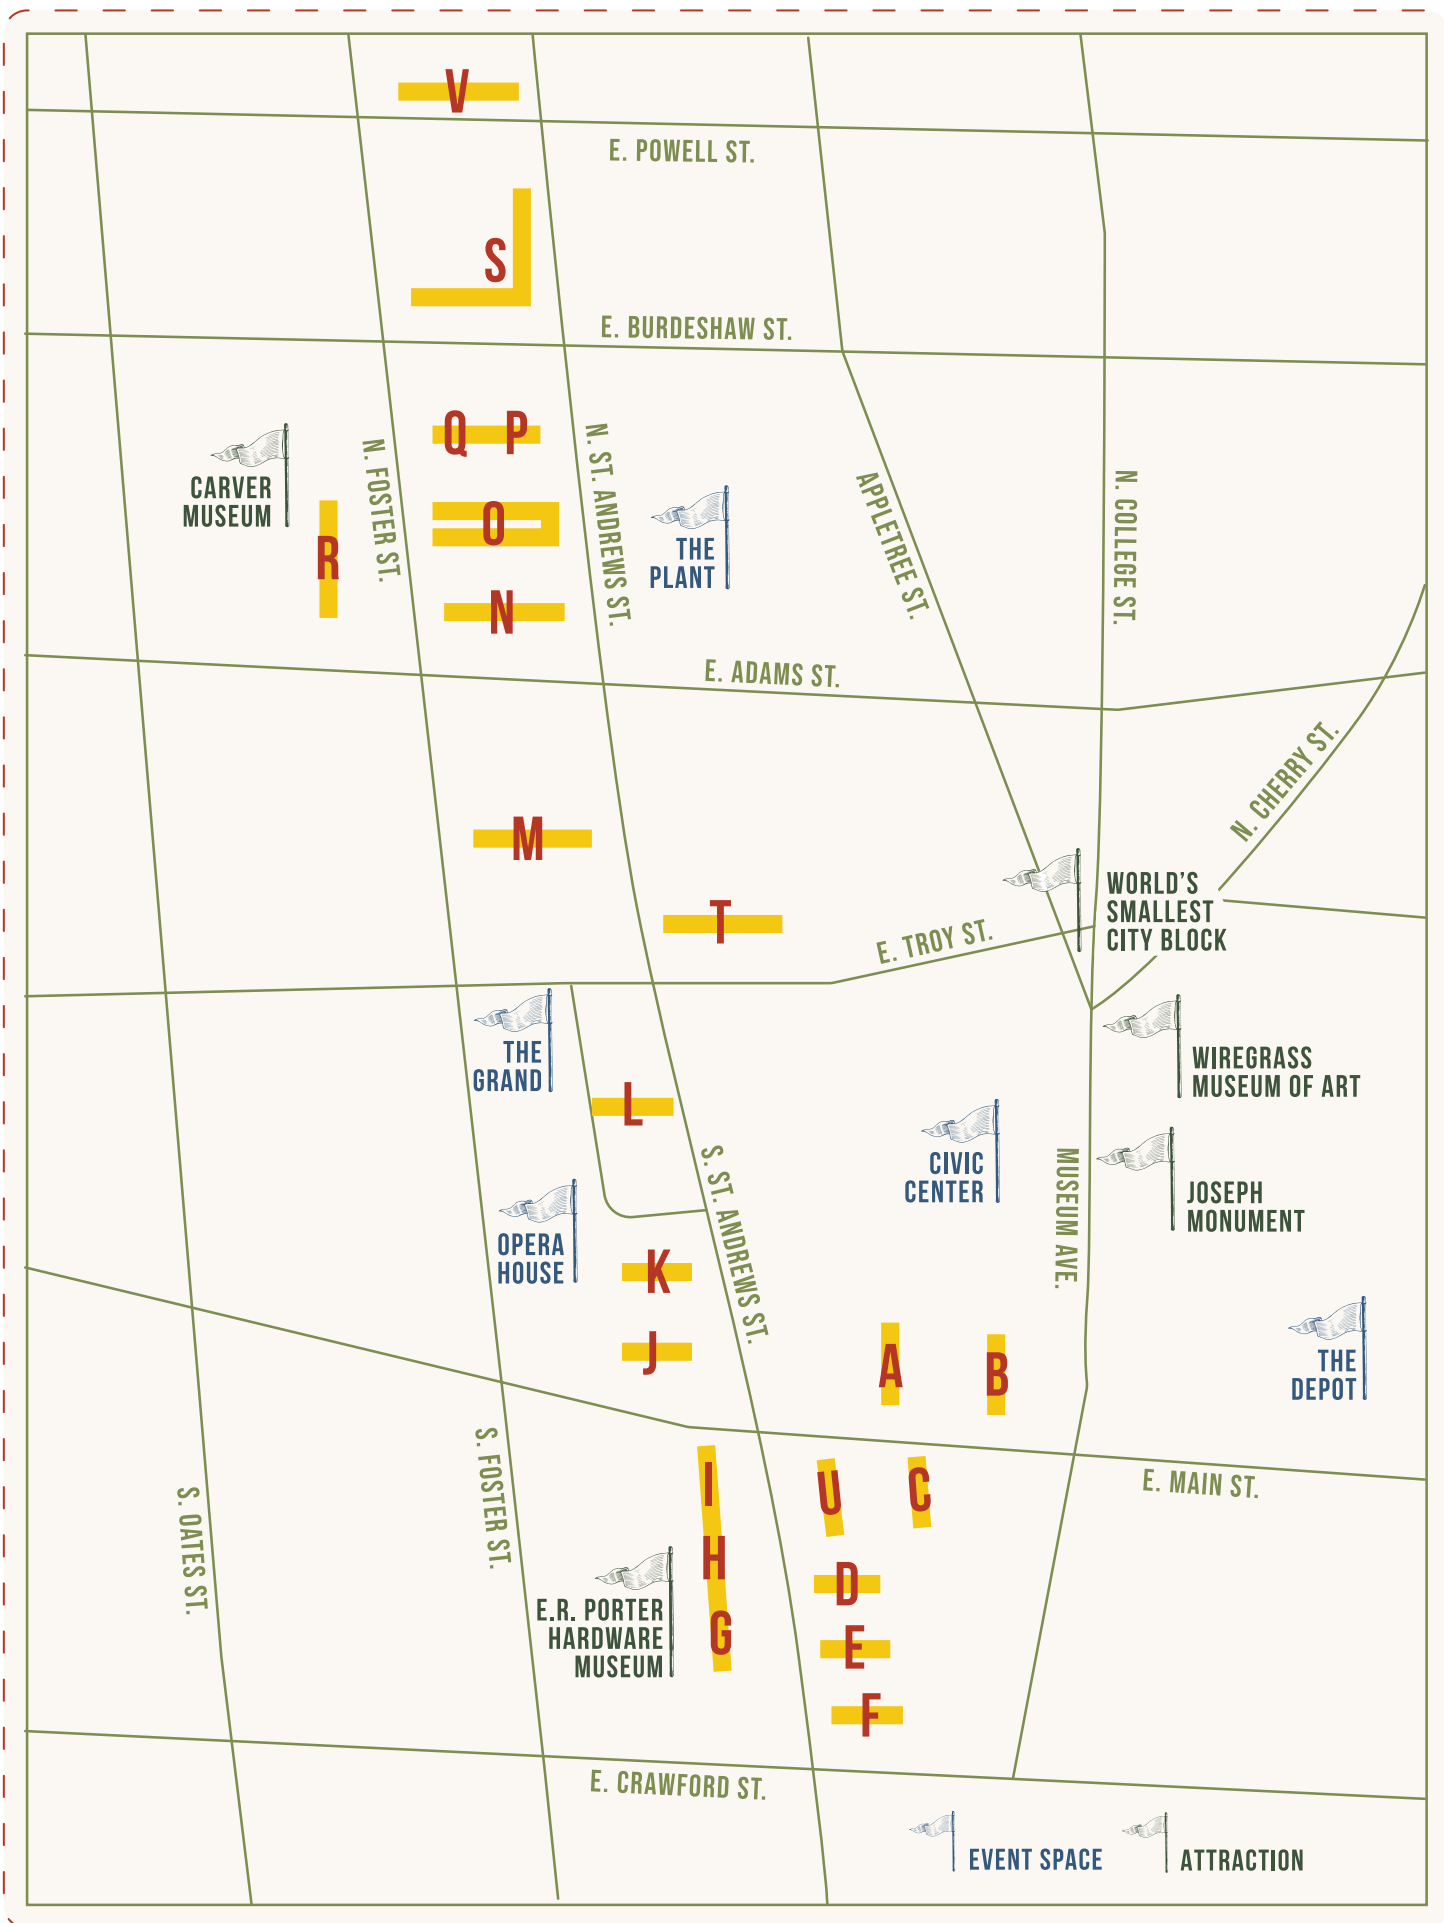 V
E. POWELL ST.
S
E. BURDESHAW ST.
Q P
CARVER
MUSEUM
N. FOSTER ST.
N. ST. ANDREWS ST.
APPLETREE ST.
N. COLLEGE ST.
O
THE
PLANT
R
N
E. ADAMS ST.
N. CHERRY ST.
M
T
E. TROY ST.
WORLD'S
SMALLEST
CITY BLOCK
THE
GRAND
WIREGRASS
MUSEUM OF ART
L
CIVIC
CENTER
MUSEUM AVE.
JOSEPH
MONUMENT
S. ST. ANDREWS ST.
OPERA
HOUSE
K
J
A
B
THE
DEPOT
E. MAIN ST.
S. OATES ST.
S. FOSTER ST.
I
U
C
H
D
E.R. PORTER
HARDWARE
MUSEUM
G
E
F
E. CRAWFORD ST.
EVENT SPACE
ATTRACTION